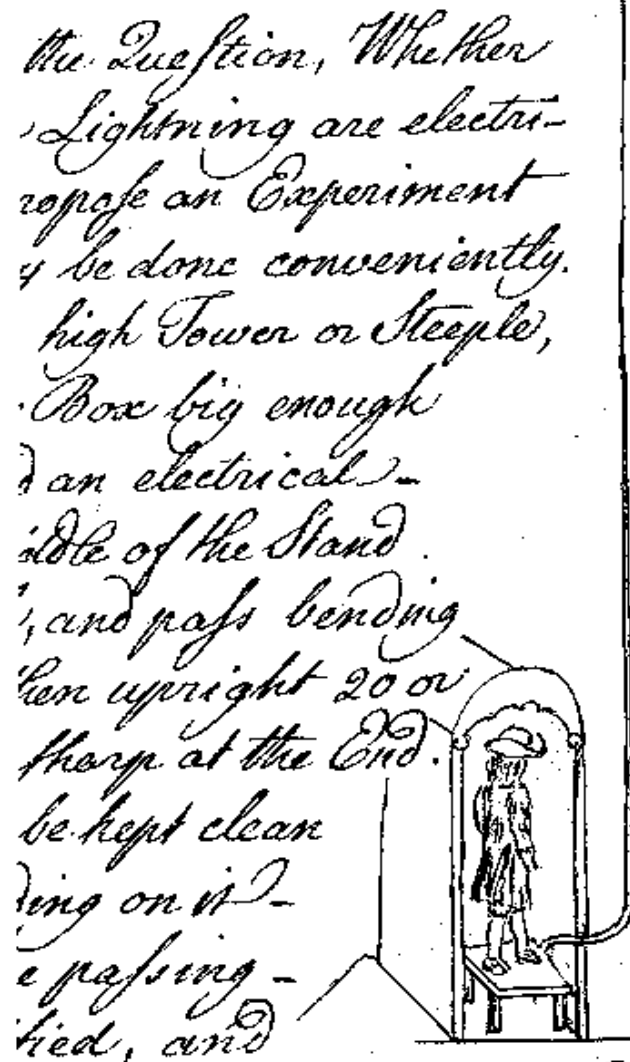 the Queſtion, Whether
Lightning are electri-
ropoſe an Experiment
y be done conveniently.
high Tower or Steeple,
Box big enough
d an electrical -
iddle of the Stand
, and paſs bending
hen upright 20 or
ſharp at the End.
be kept clean
ding on it -
e paſsing -
fied, and